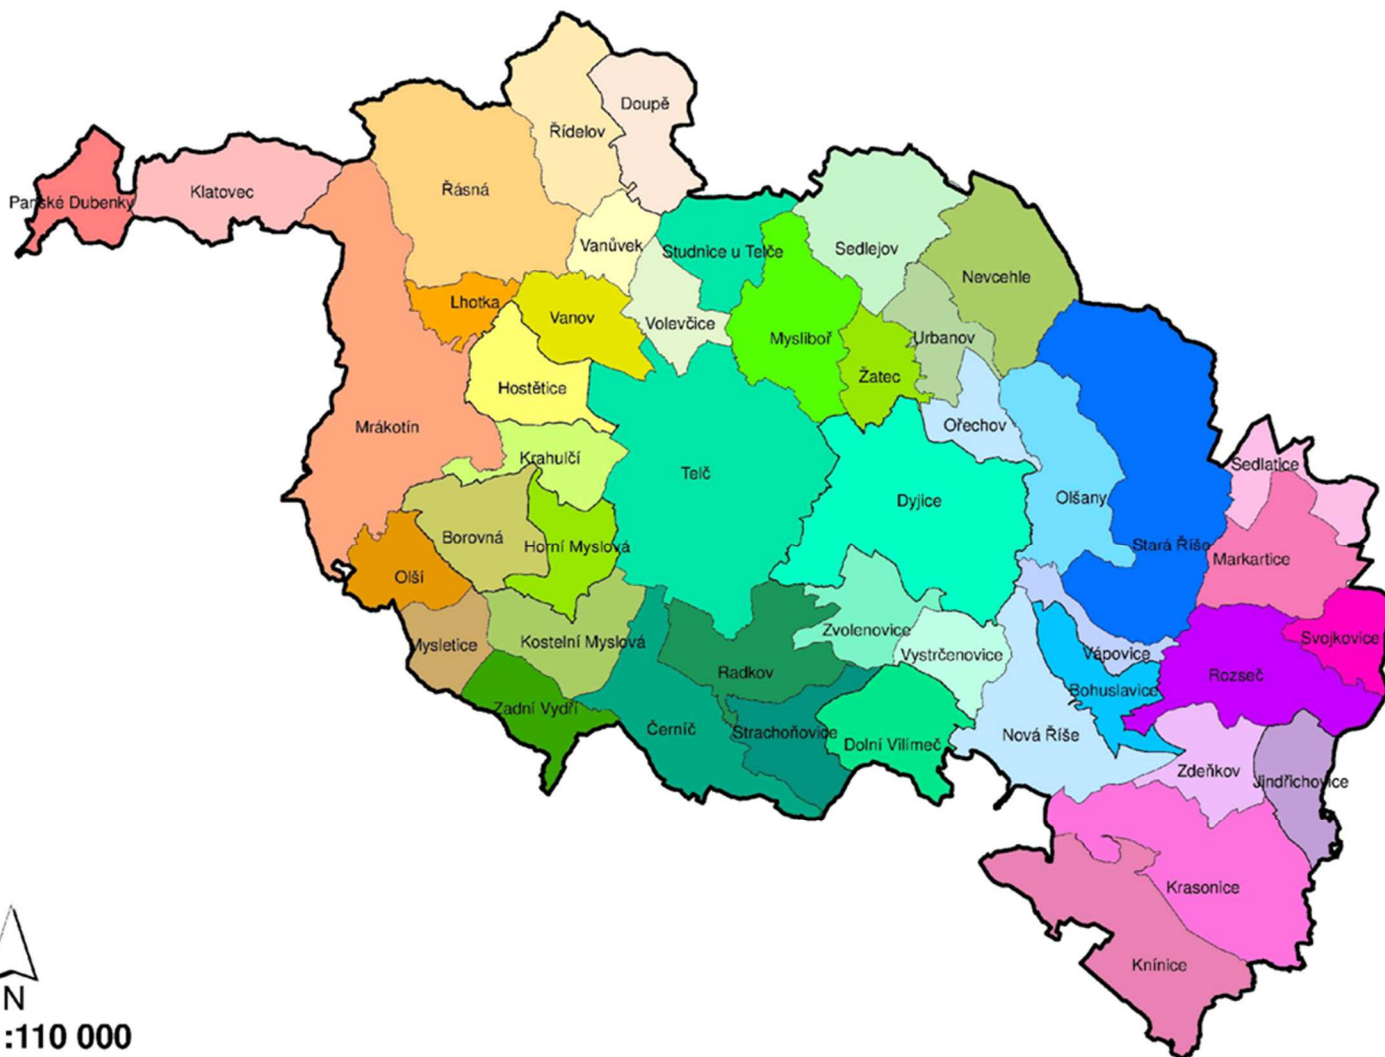 Doupě
Řídelov
Panské Dubenky
Klatovec
Řásná
Vanůvek
Studnice u Telče
Sedlejov
Nevcehle
Lhotka
Vanov
Volevčice
Mysliboř
Urbanov
Žatec
Hostětice
Mrákotín
Ořechov
Krahulčí
Telč
Sedlatice
Dyjice
Olšany
Borovná
Horní Myslová
Stará Říše
Markartice
Olší
Mysletice
Kostelní Myslová
Zvolenovice
Vystrčenovice
Vápovice
Svojkovice
Radkov
Rozseč
Bohuslavice
Zadní Vydří
Černíč
Strachoňovice
Dolní Vilímeč
Nová Říše
Zdeňkov
Jindřichovice
Krasonice
Knínice
N
:110 000